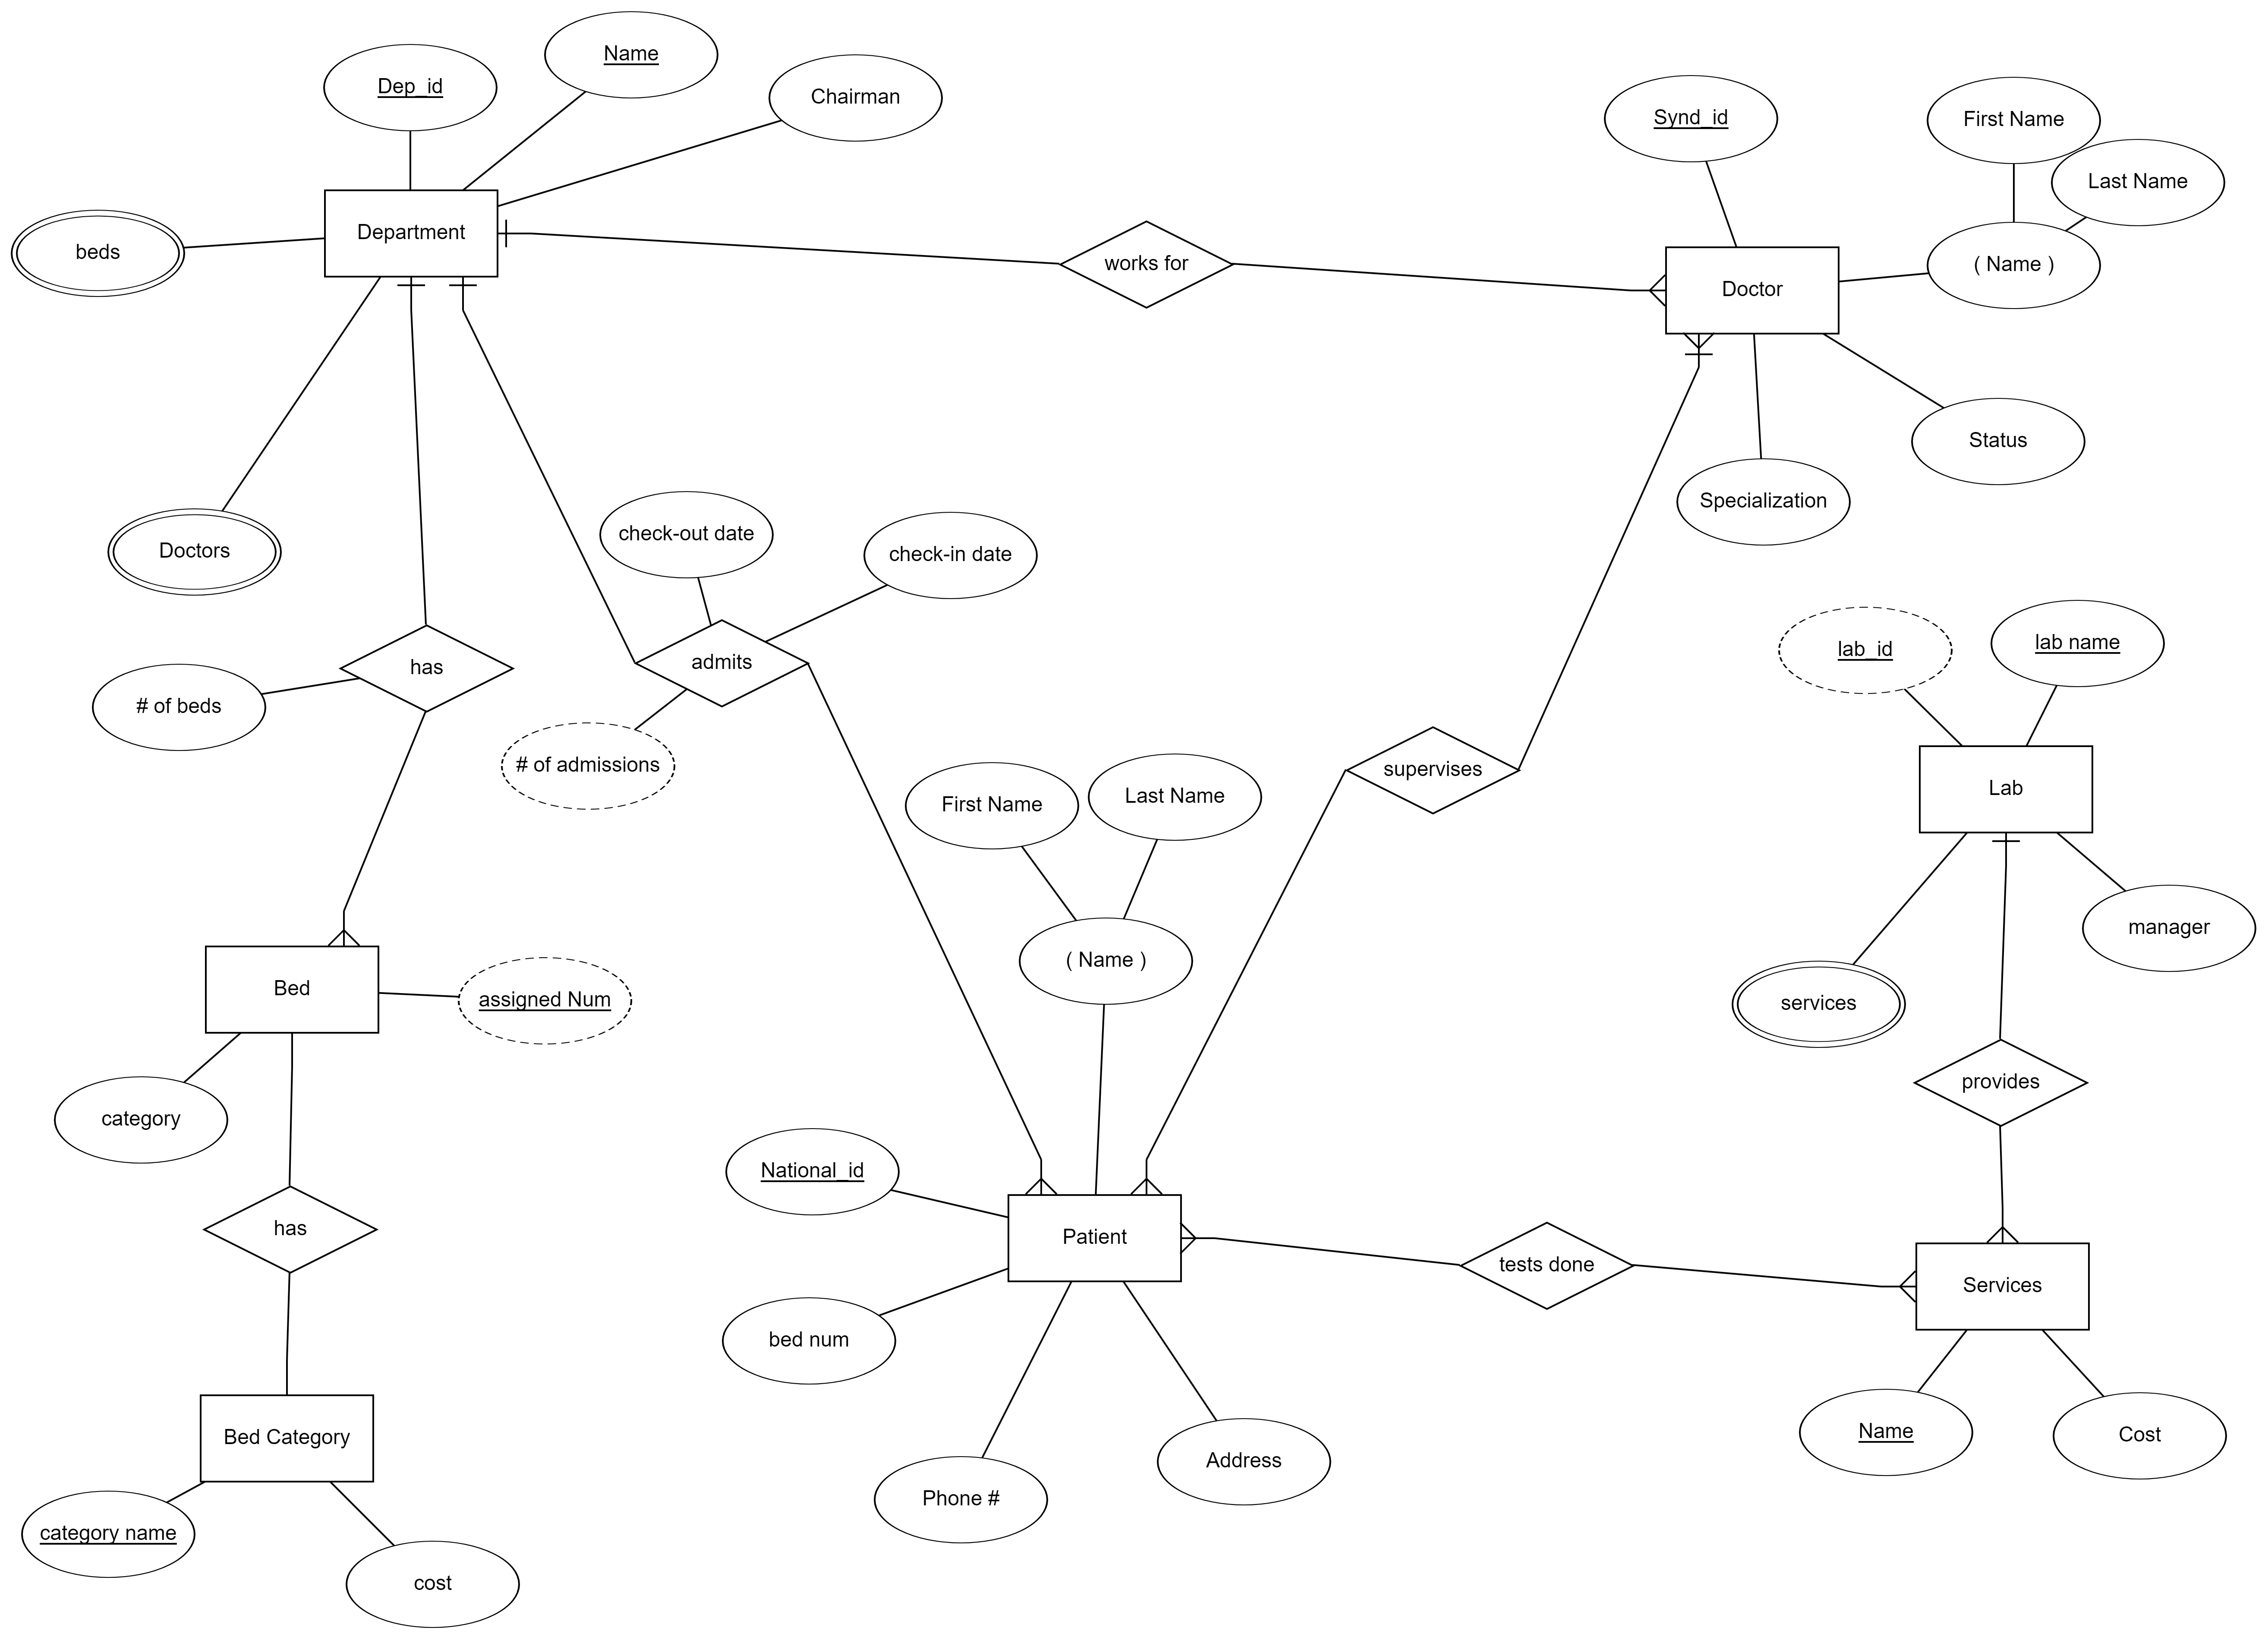 Name
Dep_id
Chairman
Synd_id
First Name
Last Name
Department
beds
works for
( Name )
Doctor
Status
Specialization
check-out date
check-in date
Doctors
lab_id
lab name
has
admits
# of beds
# of admissions
First Name
Last Name
supervises
Lab
manager
( Name )
Bed
assigned Num
services
category
provides
National_id
has
Patient
tests done
Services
bed num
Bed Category
Name
Cost
Address
Phone #
category name
cost